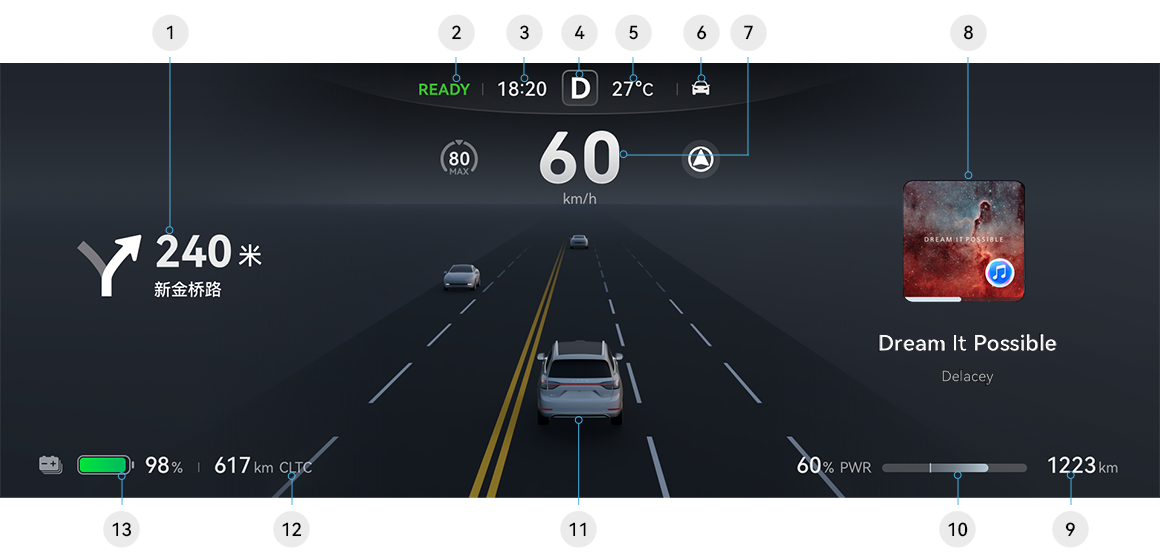 1 2 3 4 5 6 7 8
READY 18:20 D 27°C
80 MAX
60
km/h
240 米
新金桥路
DREAM IT POSSIBLE
Dream It Possible
Delacey
98% 617 km CLTC
60% PWR 1223 km
13 12 11 10 9